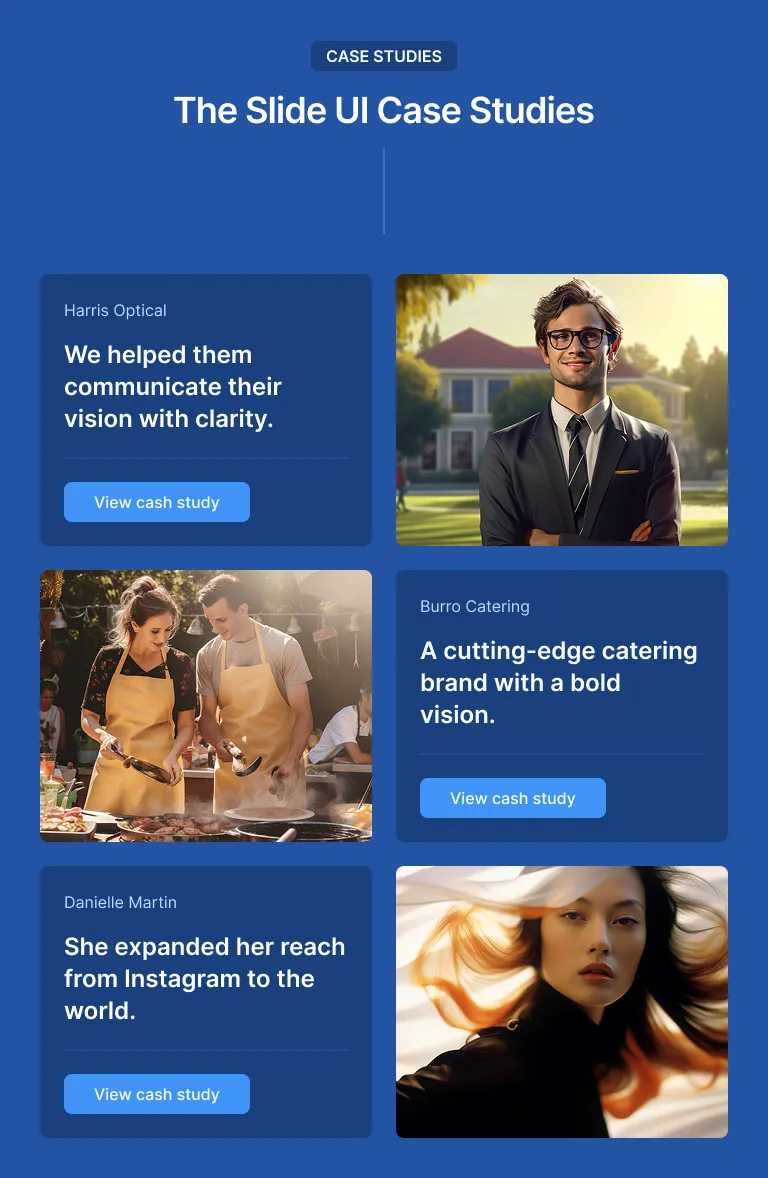 CASE STUDIES
The Slide UI Case Studies
Harris Optical
We helped them
communicate their
vision with clarity.
View cash study
Burro Catering
A cutting-edge catering
brand with a bold
vision.
View cash study
Danielle Martin
She expanded her reach
from Instagram to the
world.
View cash study